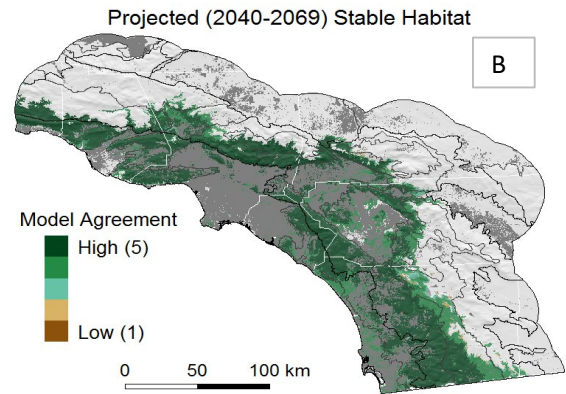 Projected (2040-2069) Stable Habitat
B
Model Agreement
High (5)
Low (1)
0 50 100 km